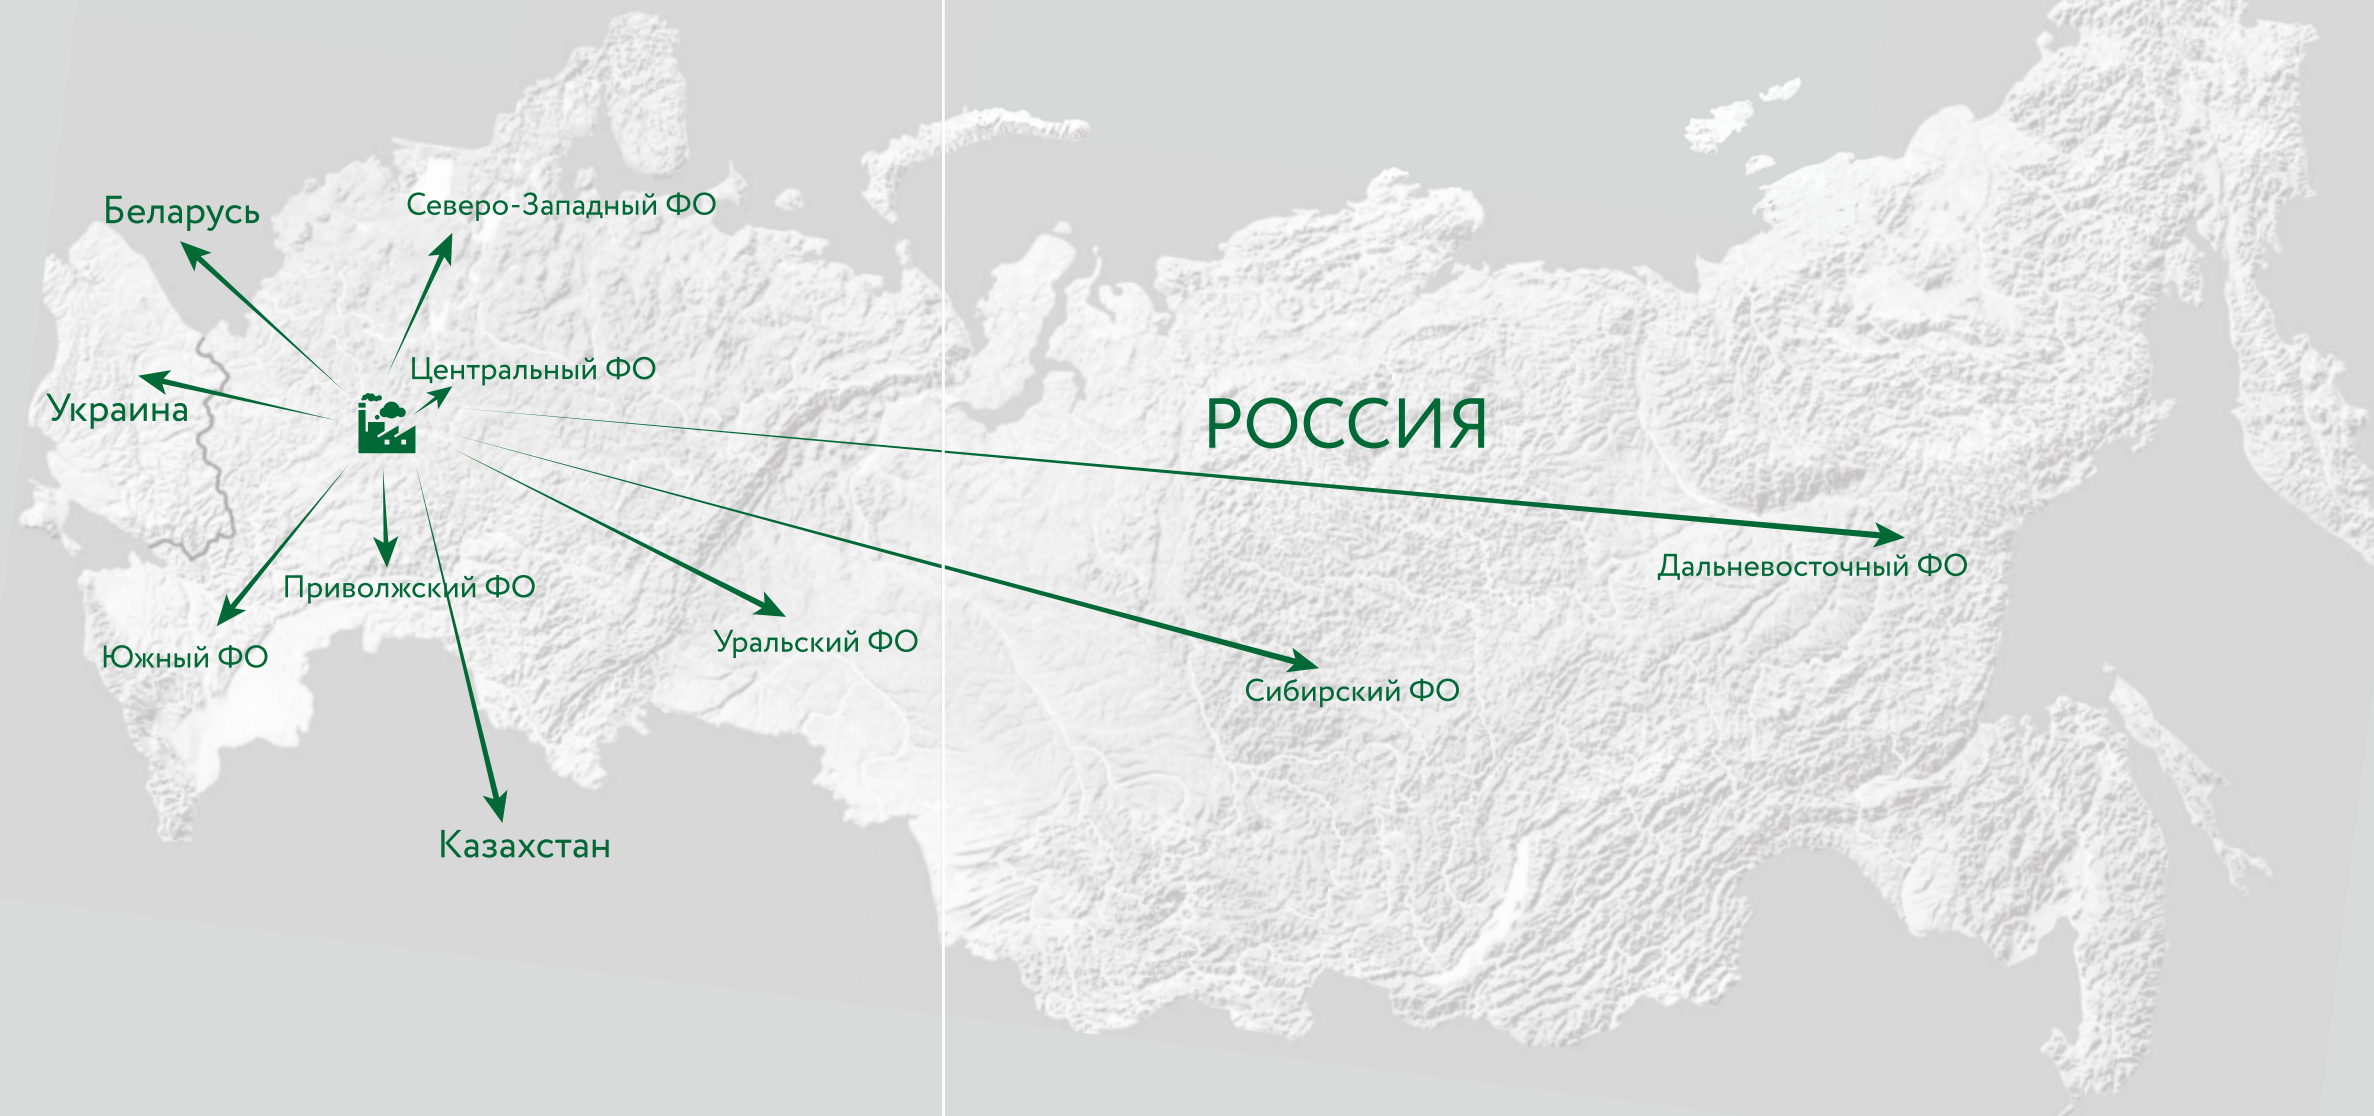 Беларусь
Северо-Западный ФО
Центральный ФО
Украина
РОССИЯ
Дальневосточный ФО
Приволжский ФО
Южный ФО
Уральский ФО
Сибирский ФО
Казахстан